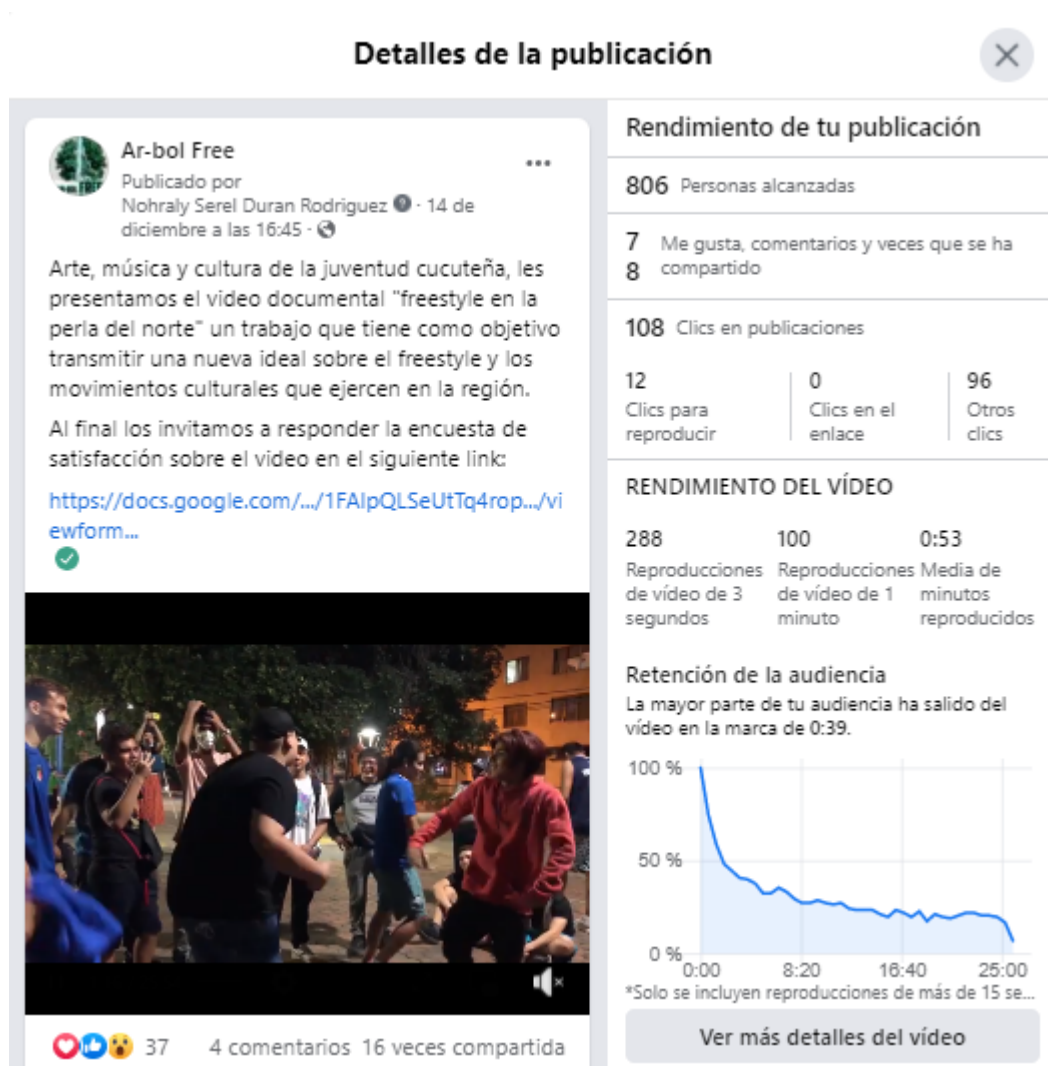 Detalles de la publicación
Ar-bol Free
Publicado por
Nohraly Serel Duran Rodriguez · 14 de
diciembre a las 16:45 ·
Arte, música y cultura de la juventud cucuteña, les
presentamos el video documental "freestyle en la
perla del norte" un trabajo que tiene como objetivo
transmitir una nueva ideal sobre el freestyle y los
movimientos culturales que ejercen en la región.
Al final los invitamos a responder la encuesta de
satisfacción sobre el video en el siguiente link:
https://docs.google.com/.../1FAIpQLSeUtTq4rop.../vi
ewform...
37 4 comentarios 16 veces compartida
Rendimiento de tu publicación
806 Personas alcanzadas
7 Me gusta, comentarios y veces que se ha
8 compartido
108 Clics en publicaciones
12 0 96
Clics para Clics en el Otros
reproducir enlace clics
RENDIMIENTO DEL VÍDEO
288 100 0:53
Reproducciones Reproducciones Media de
de vídeo de 3 de vídeo de 1 minutos
segundos minuto reproducidos
Retención de la audiencia
La mayor parte de tu audiencia ha salido del
vídeo en la marca de 0:39.
100 %
50 %
0 %
0:00 8:20 16:40 25:00
*Solo se incluyen reproducciones de más de 15 se...
Ver más detalles del vídeo